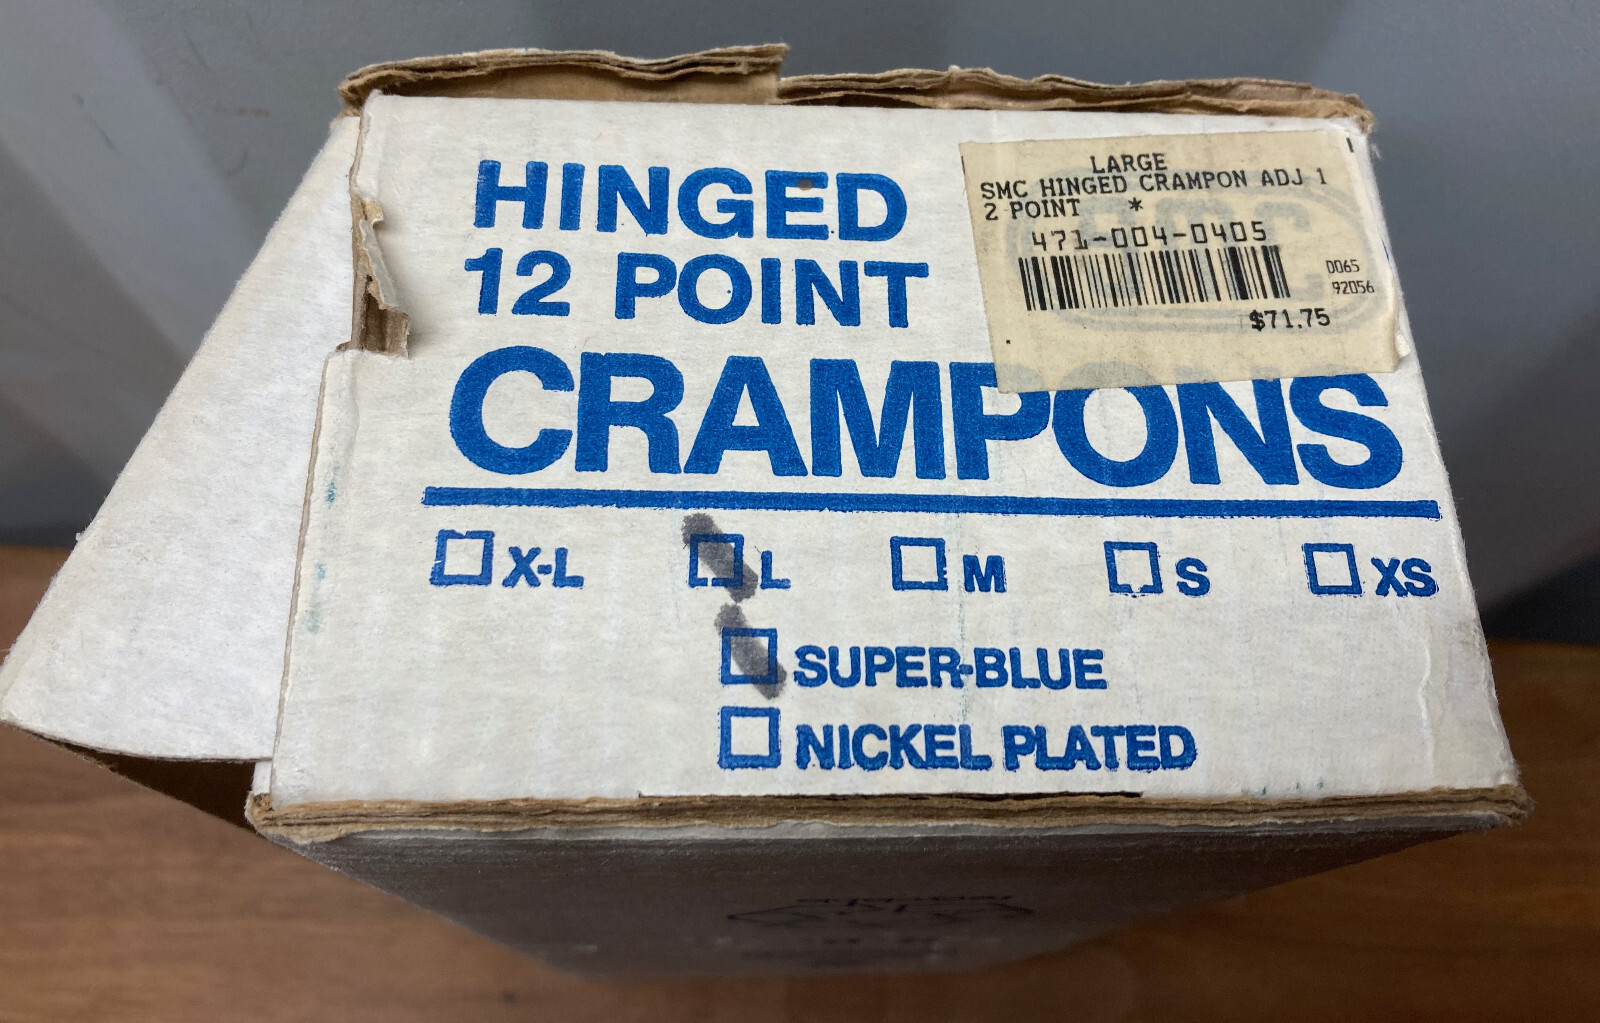 HINGED
12 POINT
CRAMPONS
LARGE
SMC HINGED CRAMPON ADJ 1
2 POINT *
471-004-0405
0065
92056
$71.75
X-L L M S XS
SUPER-BLUE
NICKEL PLATED